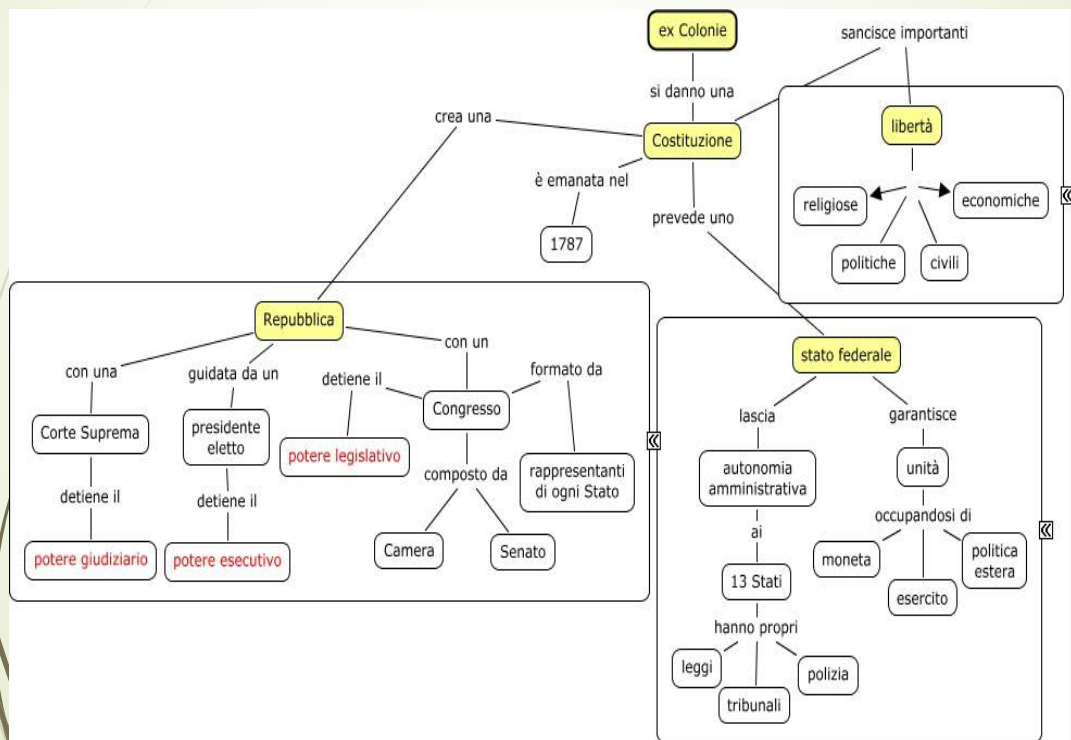 ex Colonie
si danno una
Costituzione
sancisce importanti
libertà
religiose
economiche
politiche
civili
crea una
è emanata nel
1787
prevede uno
Repubblica
con una
Corte Suprema
detiene il
potere giudiziario
guidata da un
presidente
eletto
detiene il
potere esecutivo
con un
Congresso
detiene il
potere legislativo
formato da
rappresentanti
di ogni Stato
composto da
Camera
Senato
stato federale
lascia
autonomia
amministrativa
ai
13 Stati
hanno propri
leggi
tribunali
polizia
garantisce
unità
occupandosi di
moneta
esercito
politica
estera